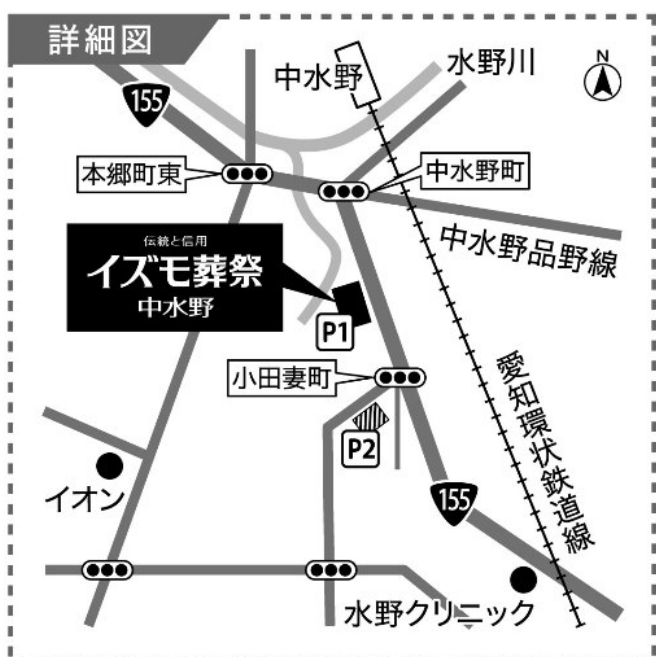 詳細図
N
中水野
水野川
155
本郷町東
中水野町
中水野品野線
伝統と信用
イズモ葬祭
中水野
P1
小田妻町
P2
愛知環状鉄道線
イオン
155
水野クリニック